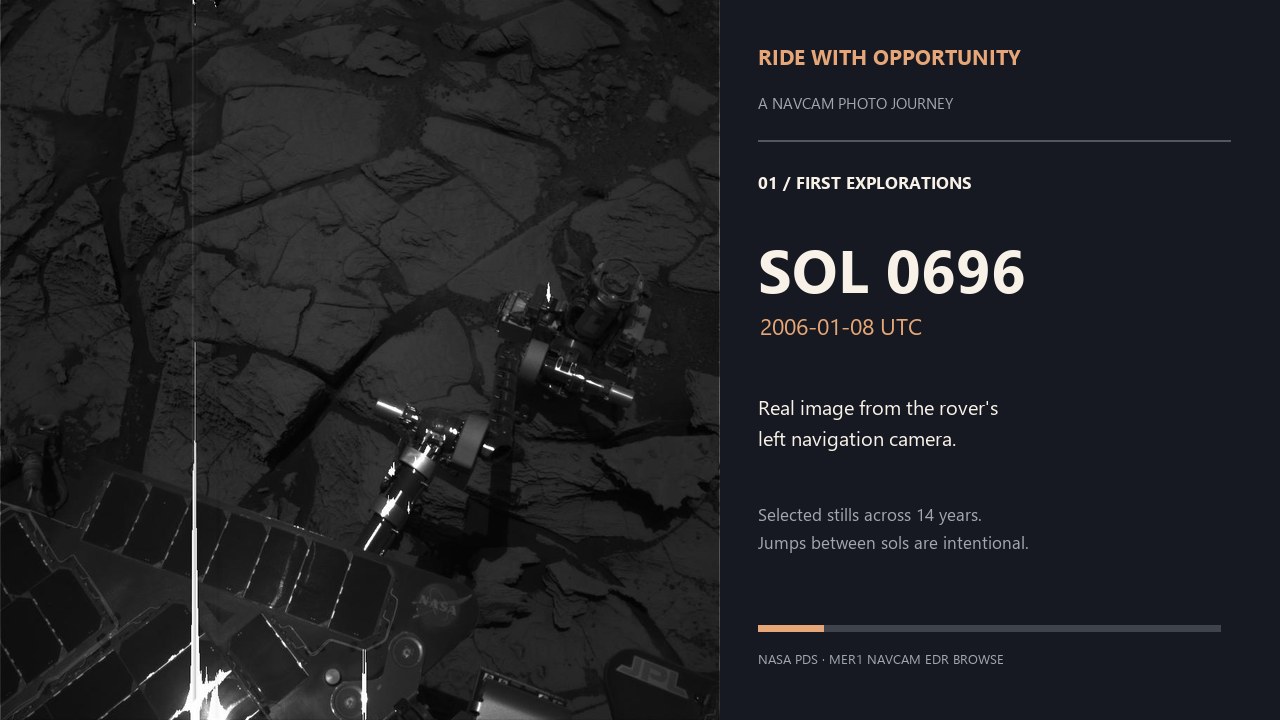 RIDE WITH OPPORTUNITY
A NAVCAM PHOTO JOURNEY
01 / FIRST EXPLORATIONS
SOL 0696
2006-01-08 UTC
Real image from the rover's
left navigation camera.
Selected stills across 14 years.
Jumps between sols are intentional.
NASA PDS · MER1 NAVCAM EDR BROWSE
NASA
JPL